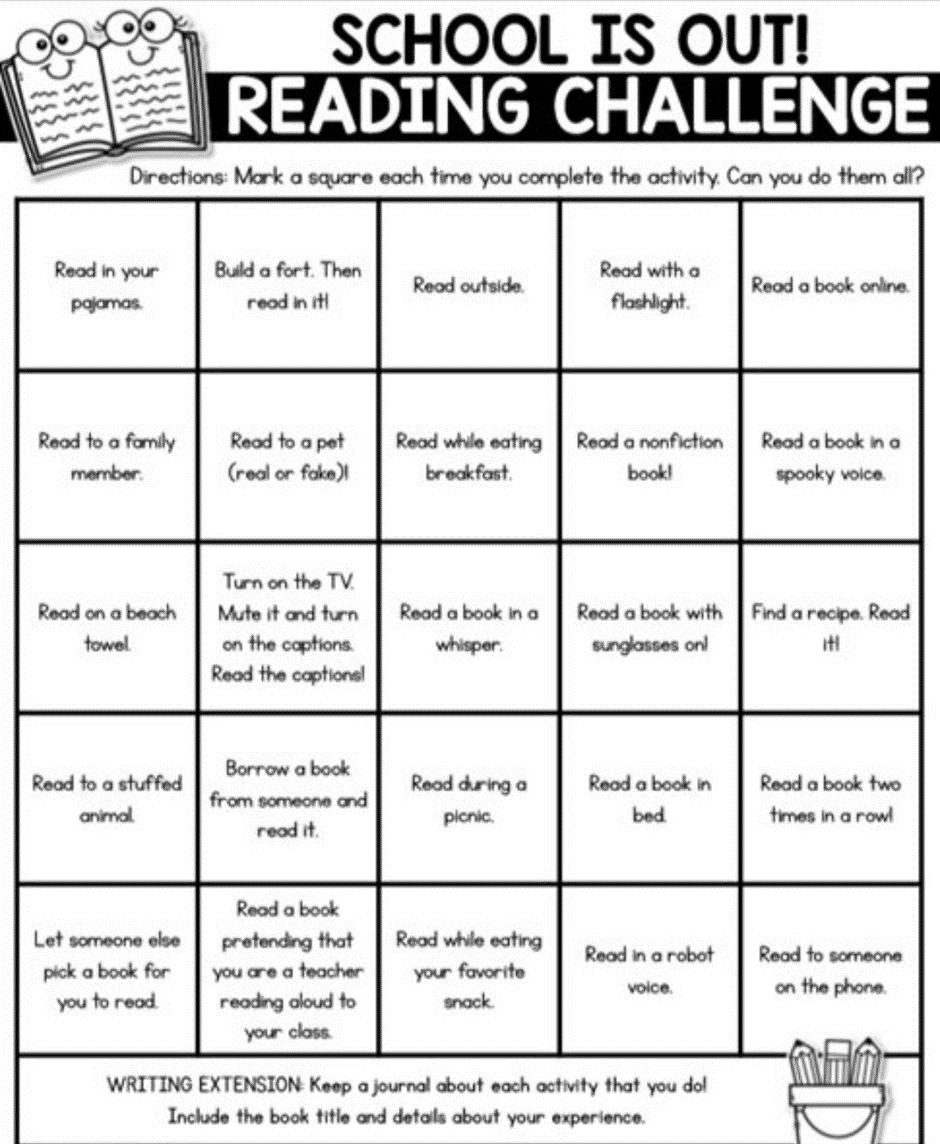 SCHOOL IS OUT!
READING CHALLENGE
Directions: Mark a square each time you complete the activity. Can you do them all?
Read in your
pajamas.
Build a fort. Then
read in it!
Read outside.
Read with a
flashlight.
Read a book online.
Read to a family
member.
Read to a pet
(real or fake)!
Read while eating
breakfast.
Read a nonfiction
book!
Read a book in a
spooky voice.
Read on a beach
towel.
Turn on the TV.
Mute it and turn
on the captions.
Read the captions!
Read a book in a
whisper.
Read a book with
sunglasses on!
Find a recipe. Read
it!
Read to a stuffed
animal.
Borrow a book
from someone and
read it.
Read during a
picnic.
Read a book in
bed.
Read a book two
times in a row!
Let someone else
pick a book for
you to read.
Read a book
pretending that
you are a teacher
reading aloud to
your class.
Read while eating
your favorite
snack.
Read in a robot
voice.
Read to someone
on the phone.
WRITING EXTENSION: Keep a journal about each activity that you do!
Include the book title and details about your experience.